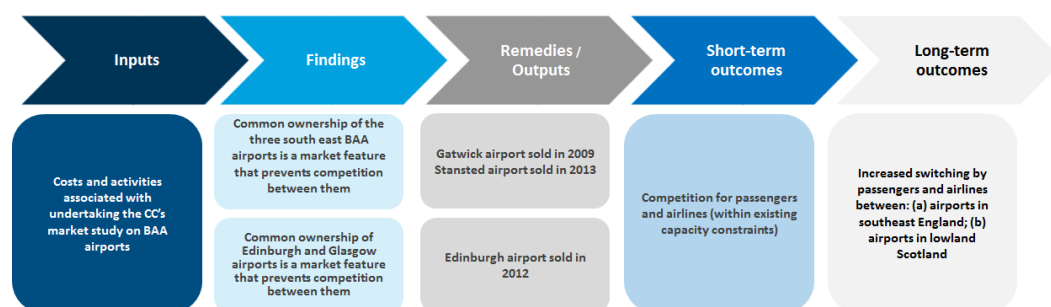 Inputs
Findings
Remedies /
Outputs
Short-term
outcomes
Long-term
outcomes
Costs and activities
associated with
undertaking the CC's
market study on BAA
airports
Common ownership of the
three south east BAA
airports is a market feature
that prevents competition
between them
Common ownership of
Edinburgh and Glasgow
airports is a market feature
that prevents competition
between them
Gatwick airport sold in 2009
Stansted airport sold in 2013
Edinburgh airport sold in
2012
Competition for passengers
and airlines (within existing
capacity constraints)
Increased switching by
passengers and airlines
between: (a) airports in
southeast England; (b)
airports in lowland
Scotland